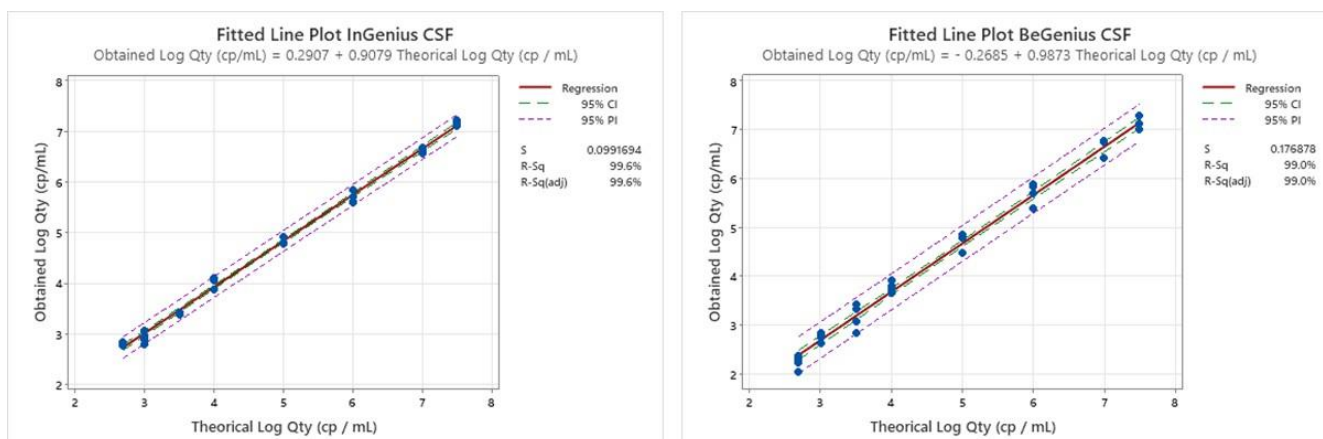 Fitted Line Plot InGenius CSF
Obtained Log Qty (cp/mL) = 0.2907 + 0.9079 Theorical Log Qty (cp / mL)
Obtained Log Qty (cp/mL)
8
7
6
5
4
3
2
2 3 4 5 6 7 8
Theorical Log Qty (cp / mL)
Regression
95% CI
95% PI
S 0.0991694
R-Sq 99.6%
R-Sq(adj) 99.6%
Fitted Line Plot BeGenius CSF
Obtained Log Qty (cp/mL) = - 0.2685 + 0.9873 Theorical Log Qty (cp / mL)
Obtained Log Qty (cp/mL)
8
7
6
5
4
3
2
2 3 4 5 6 7 8
Theorical Log Qty (cp / mL)
Regression
95% CI
95% PI
S 0.176878
R-Sq 99.0%
R-Sq(adj) 99.0%